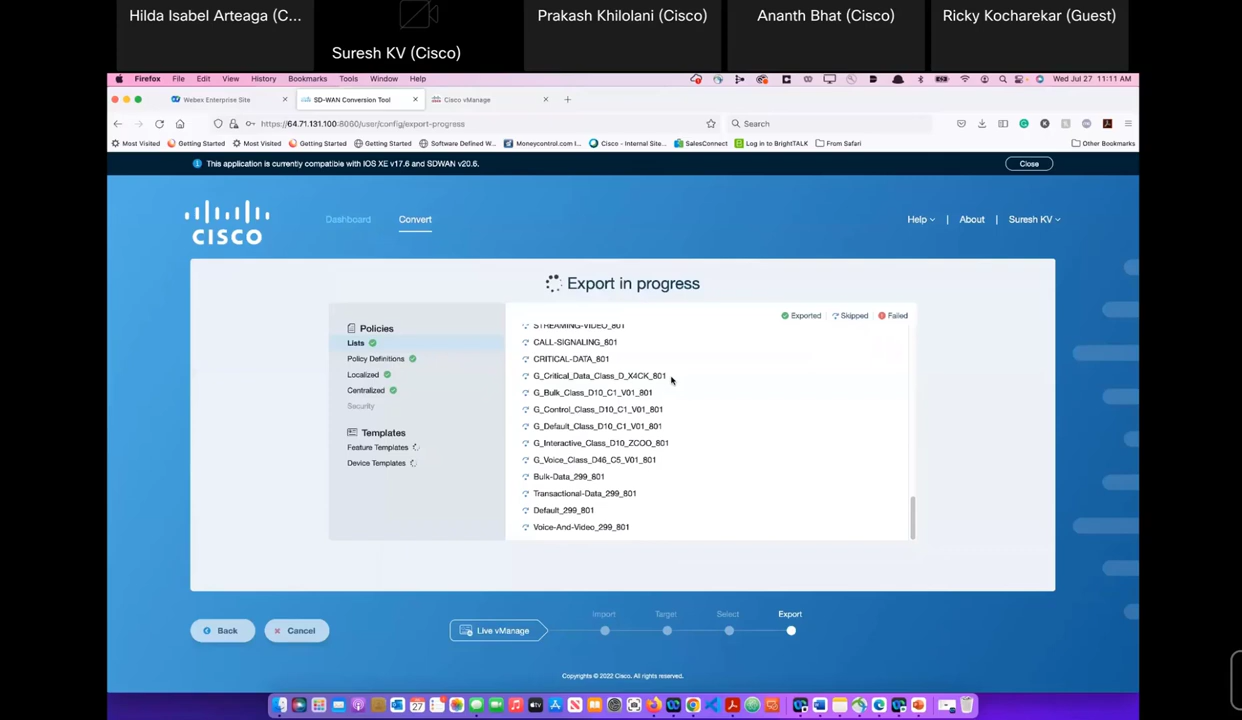 Hilda Isabel Arteaga (C...
Suresh KV (Cisco)
Prakash Khilolani (Cisco)
Ananth Bhat (Cisco)
Ricky Kocharekar (Guest)
Firefox File Edit View History Bookmarks Tools Window Help
Wed Jul 27 11:11 AM
Webex Enterprise Site
SD-WAN Conversion Tool
Cisco vManage
https://64.71.131.100:8060/user/config/export-progress
Search
Most Visited Getting Started Most Visited Getting Started Getting Started Software Defined W... Moneycontrol.com I... Cisco - Internal Site... SalesConnect Log in to BrightTALK From Safari Other Bookmarks
This application is currently compatible with IOS XE v17.6 and SDWAN v20.6.
Close
CISCO
Dashboard
Convert
Help | About | Suresh KV
Export in progress
Policies
Lists
Policy Definitions
Localized
Centralized
Security
Templates
Feature Templates
Device Templates
Exported Skipped Failed
STREAMING-VIDEO_801
CALL-SIGNALING_801
CRITICAL-DATA_801
G_Critical_Data_Class_D_X4CK_801
G_Bulk_Class_D10_C1_V01_801
G_Control_Class_D10_C1_V01_801
G_Default_Class_D10_C1_V01_801
G_Interactive_Class_D10_ZCOO_801
G_Voice_Class_D46_C5_V01_801
Bulk-Data_299_801
Transactional-Data_299_801
Default_299_801
Voice-And-Video_299_801
Back
Cancel
Live vManage
Import
Target
Select
Export
Copyrights © 2022 Cisco. All rights reserved.
27